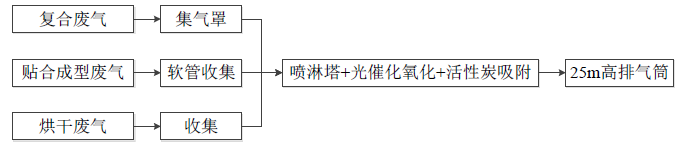 复合废气
集气罩
贴合成型废气
软管收集
喷淋塔+光催化氧化+活性炭吸附
25m高排气筒
烘干废气
收集